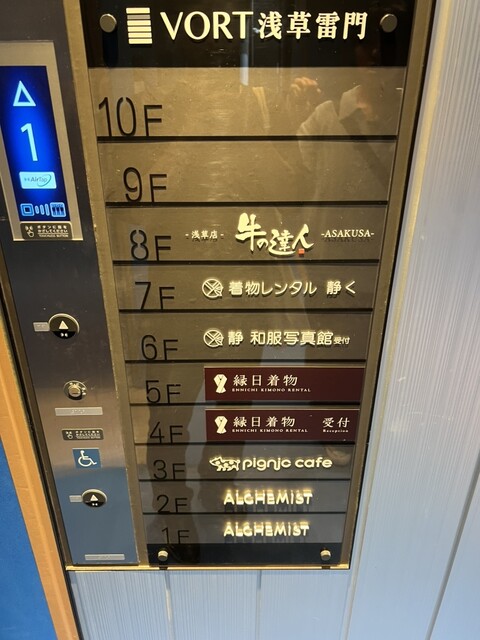 VORT浅草雷門
1
10F
9F
8F -浅草店- 牛の達人 -ASAKUSA-
7F 着物レンタル 静く
6F 静 和服写真館 受付
5F 縁日着物
ENNICHI KIMONO RENTAL
4F 縁日着物 受付
ENNICHI KIMONO RENTAL Reception
3F pignic cafe
2F ALCHEMIST
1F ALCHEMIST